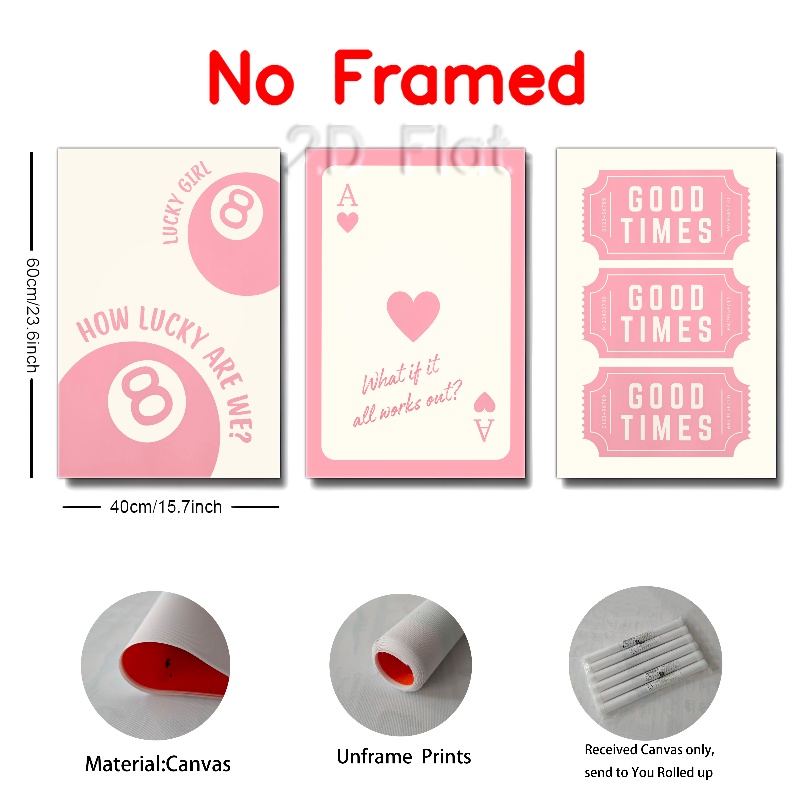 No Framed
2D Flat
LUCKY GIRL
8
HOW LUCKY ARE WE?
8
A
What if it
all works out?
A
GOOD
TIMES
GOOD
TIMES
GOOD
TIMES
60cm/23.6inch
40cm/15.7inch
Material:Canvas
Unframe Prints
Received Canvas only,
send to You Rolled up